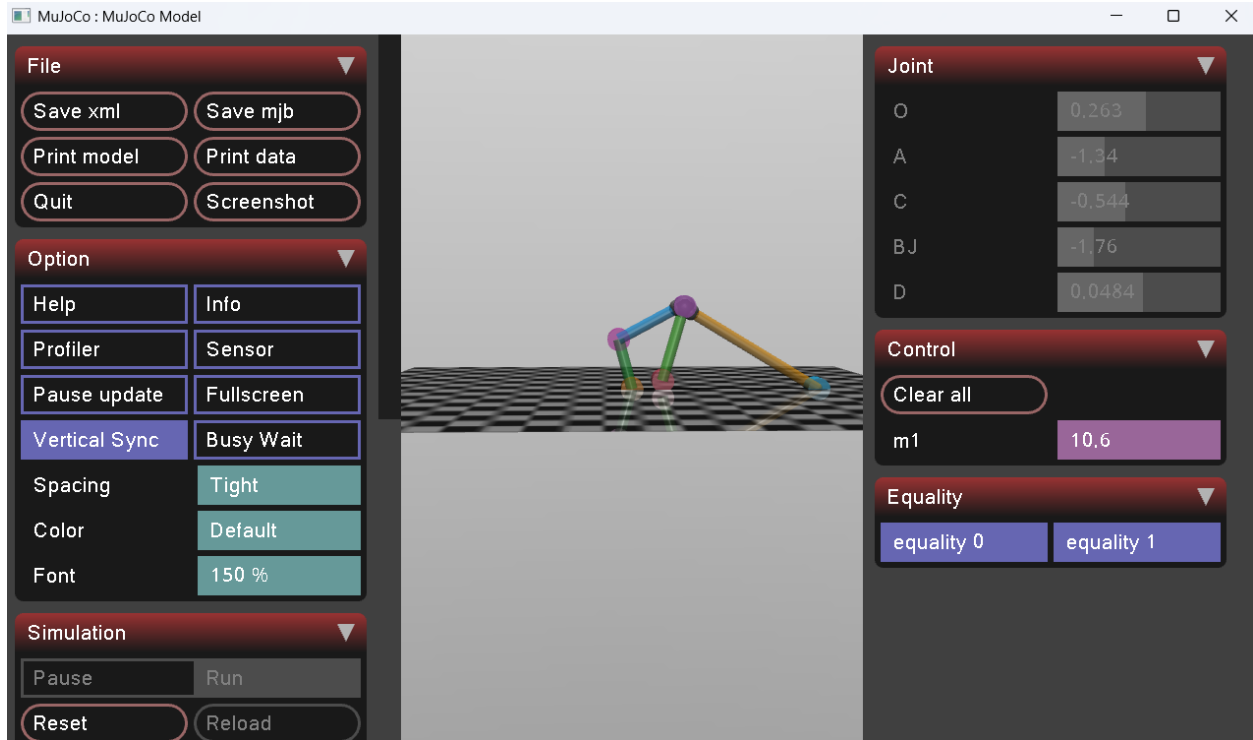 MuJoCo : MuJoCo Model
File
Save xml
Save mjb
Print model
Print data
Quit
Screenshot
Option
Help
Info
Profiler
Sensor
Pause update
Fullscreen
Vertical Sync
Busy Wait
Spacing
Tight
Color
Default
Font
150 %
Simulation
Pause
Run
Reset
Reload
Joint
O
0,263
A
-1,34
C
-0,544
BJ
-1,76
D
0,0484
Control
Clear all
m1
10,6
Equality
equality 0
equality 1